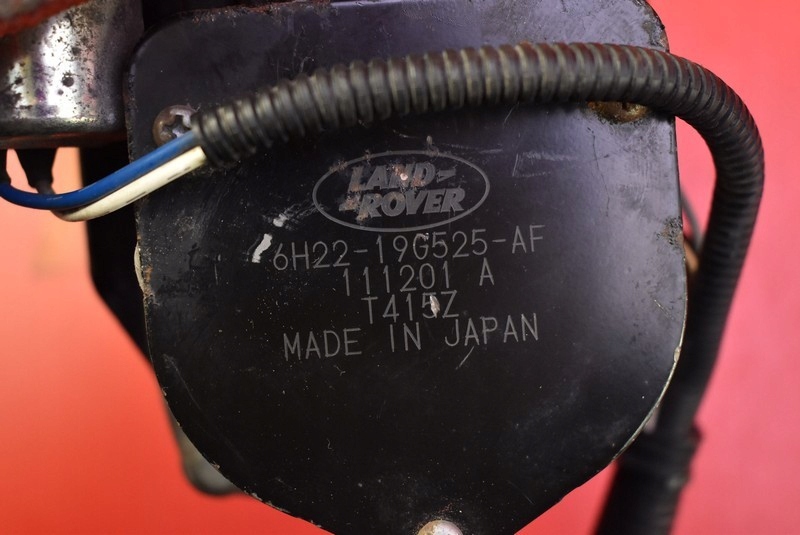 LAND-
ROVER
6H22-19G525-AF
111201 A
T415Z
MADE IN JAPAN